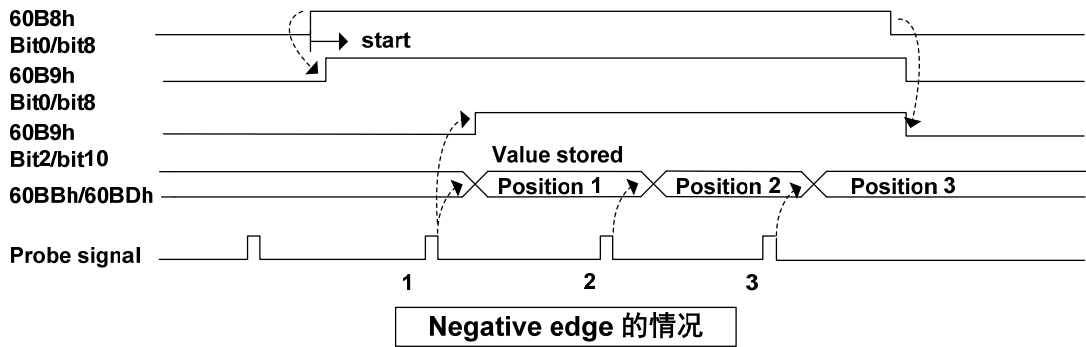 60B8h
Bit0/bit8
start
60B9h
Bit0/bit8
60B9h
Bit2/bit10
Value stored
60BBh/60BDh
Position 1
Position 2
Position 3
Probe signal
1
2
3
Negative edge 的情况